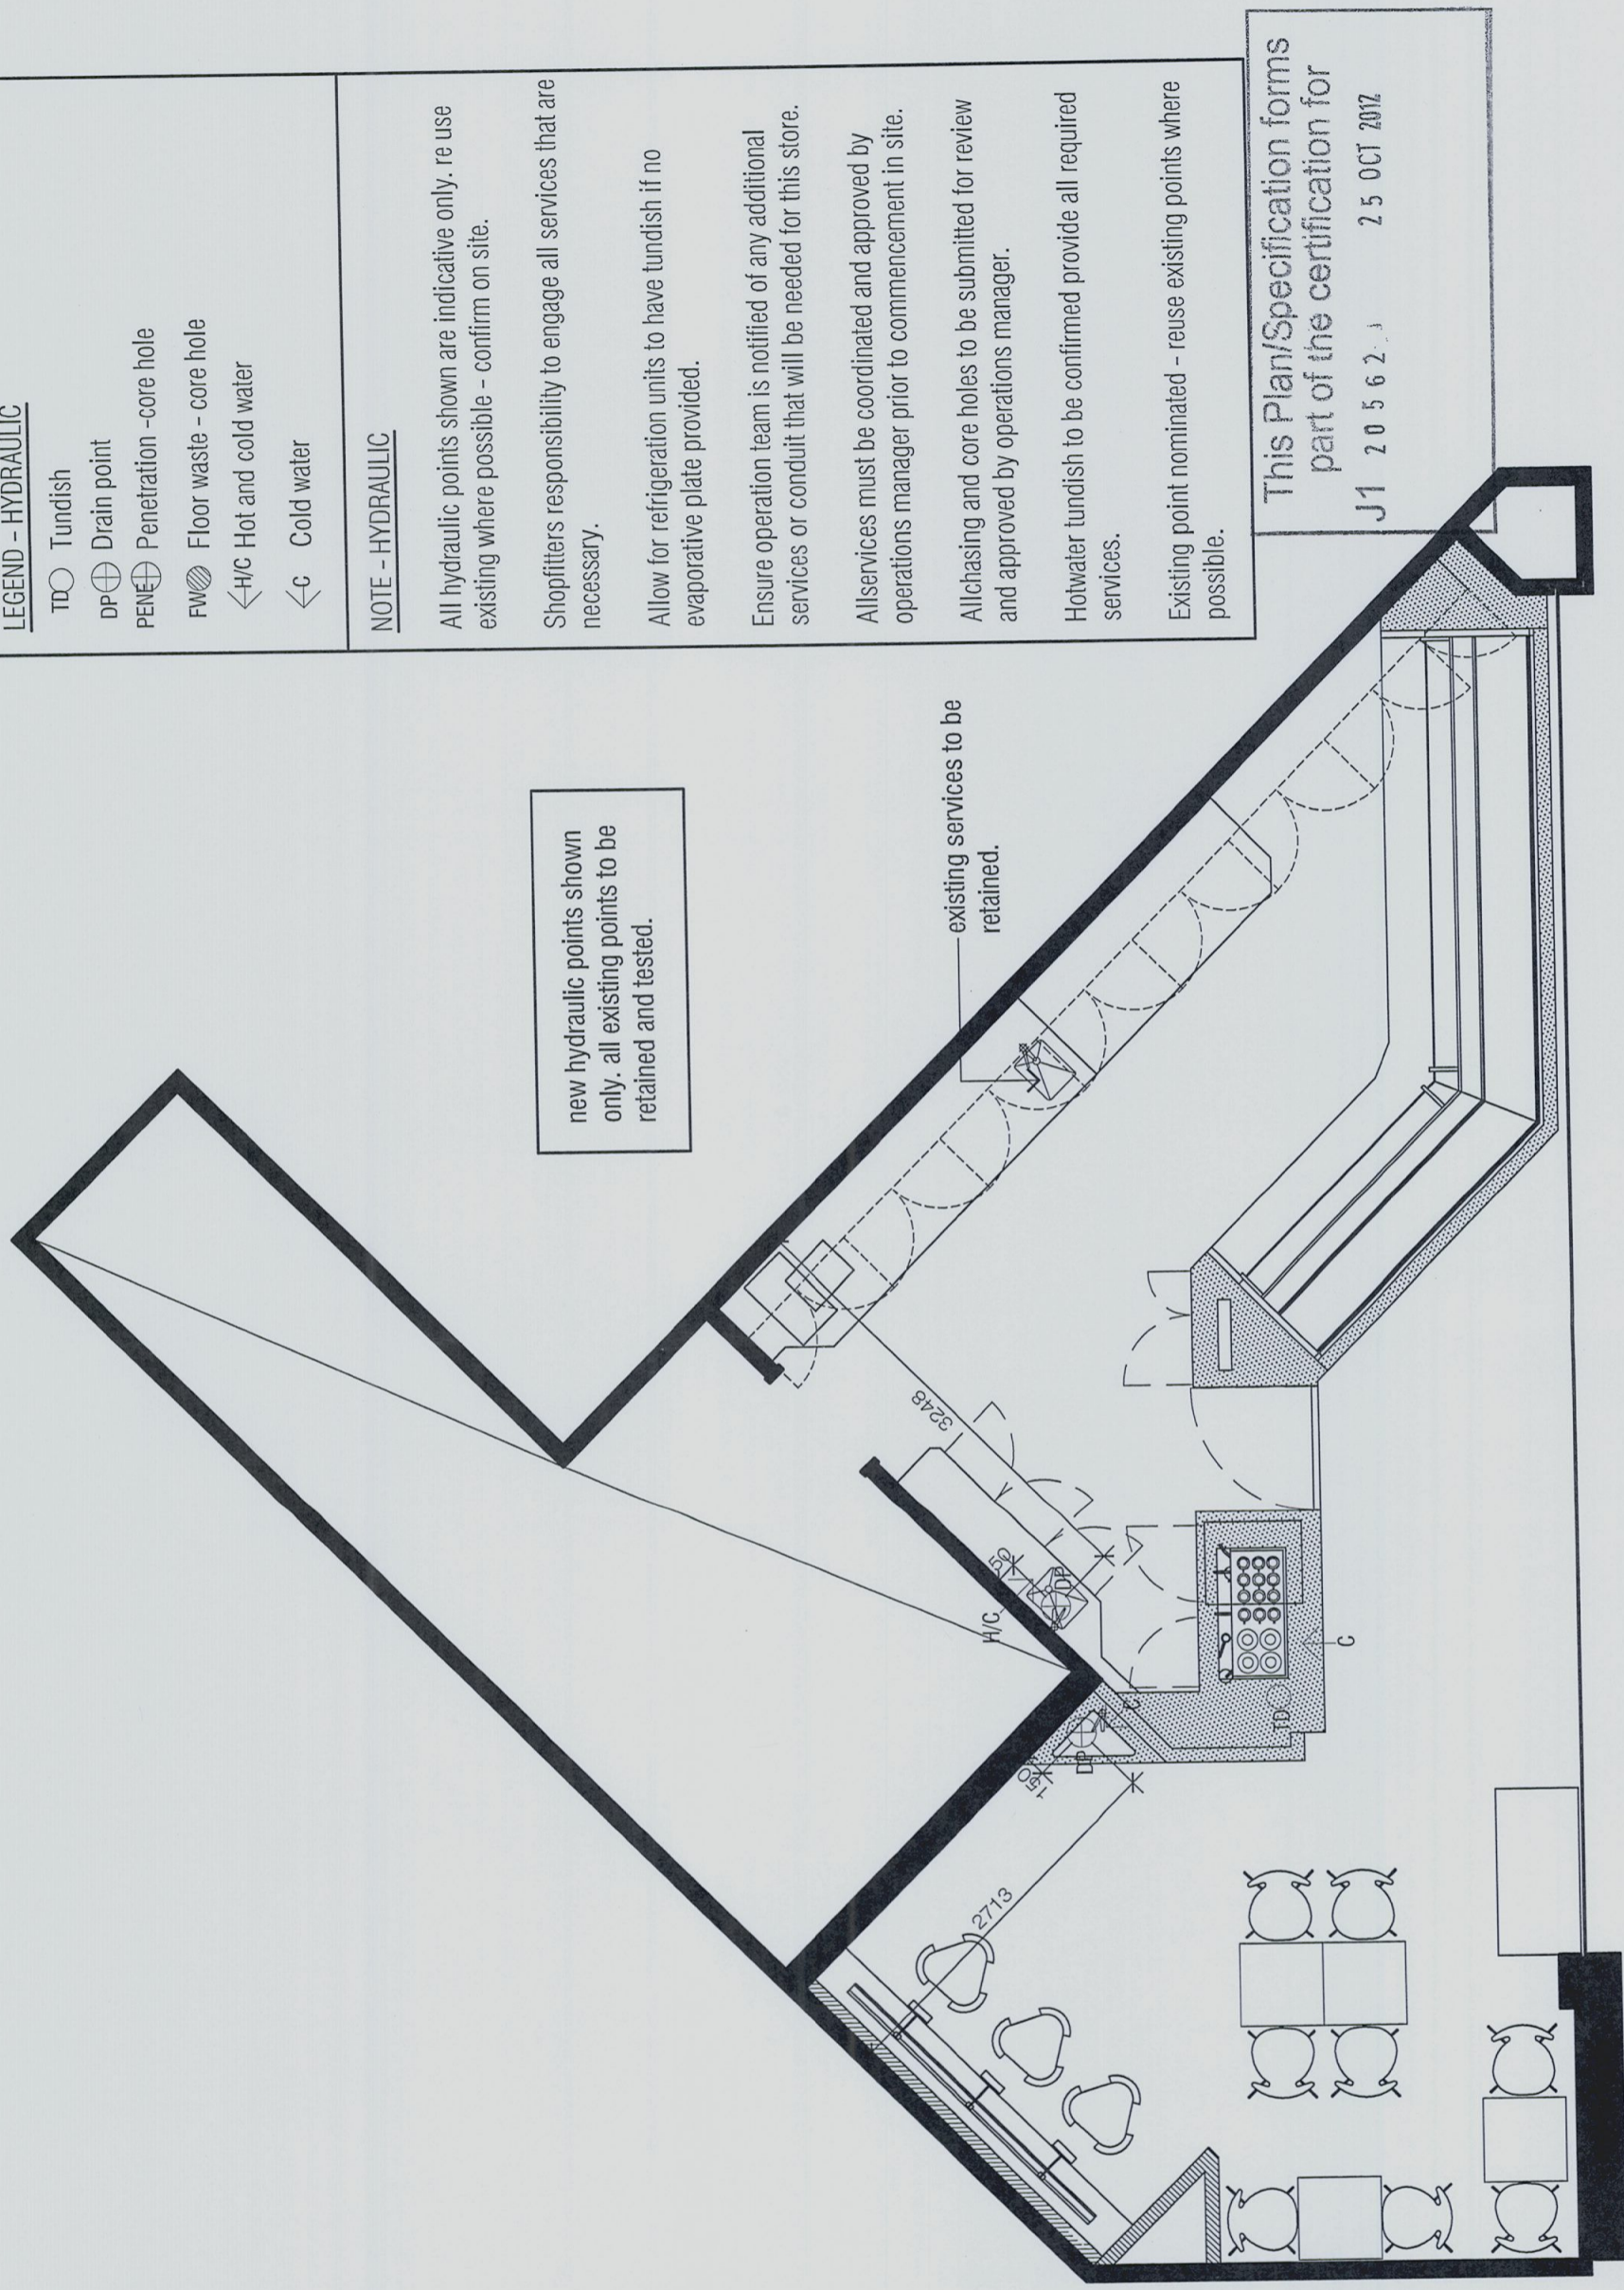 LEGEND - HYDRAULIC
TD Tundish
DP Drain point
PENE Penetration -core hole
FW Floor waste - core hole
H/C Hot and cold water
C Cold water
NOTE - HYDRAULIC
All hydraulic points shown are indicative only. re use
existing where possible - confirm on site.
Shopfitters responsibility to engage all services that are
necessary.
Allow for refrigeration units to have tundish if no
evaporative plate provided.
Ensure operation team is notified of any additional
services or conduit that will be needed for this store.
Allservices must be coordinated and approved by
operations manager prior to commencement in site.
Allchasing and core holes to be submitted for review
and approved by operations manager.
Hotwater tundish to be confirmed provide all required
services.
Existing point nominated - reuse existing points where
possible.
This Plan/Specification forms
part of the certification for
J1 20562
25 OCT 2012
new hydraulic points shown
only. all existing points to be
retained and tested.
existing services to be
retained.
3248
H/C
DP
C
C
TD
DP
150
2713